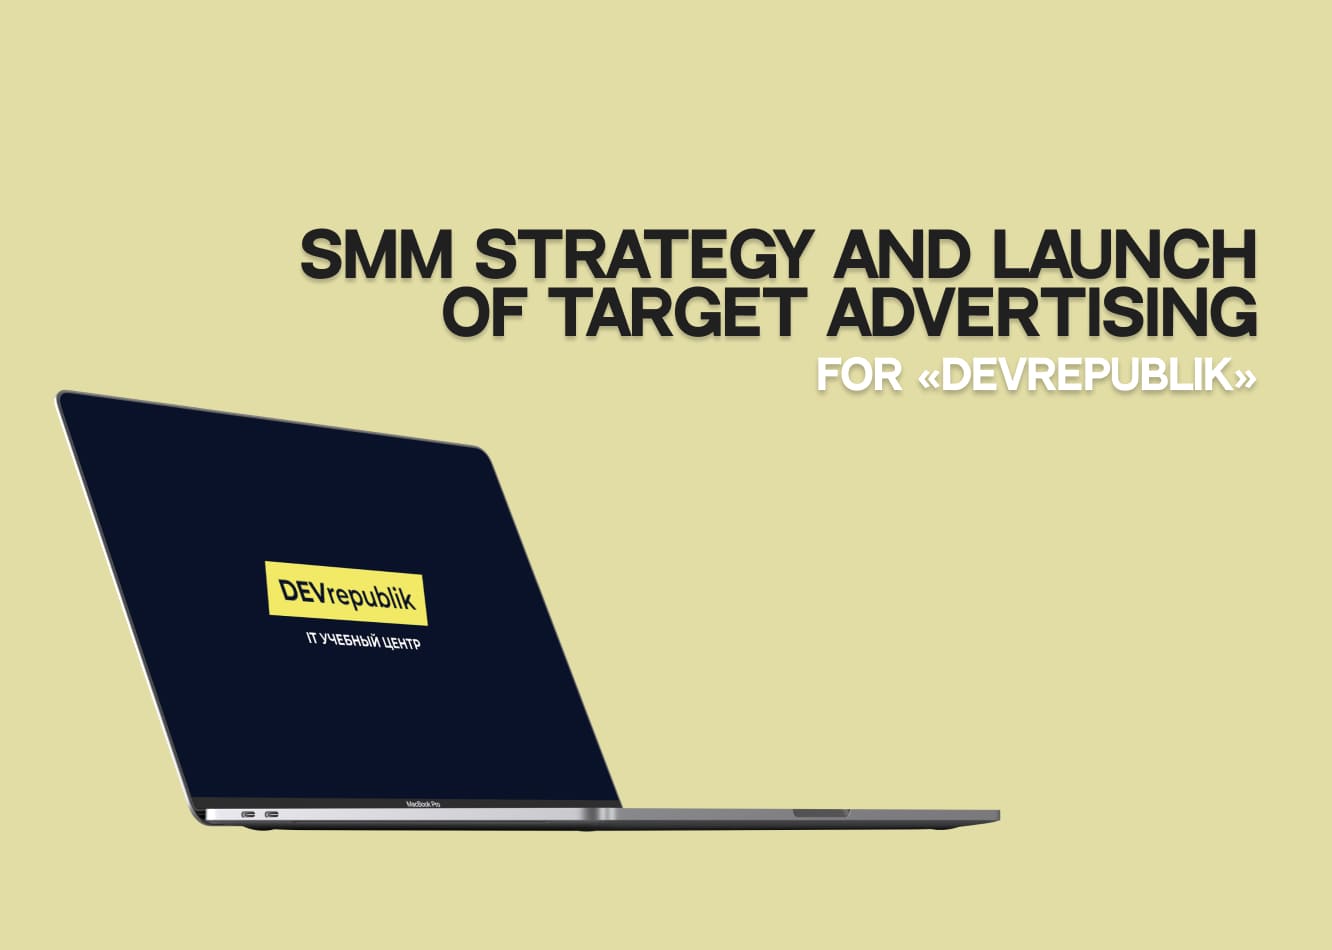 SMM STRATEGY AND LAUNCH
OF TARGET ADVERTISING
FOR «DEVREPUBLIK»
DEVrepublik
IT УЧЕБНЫЙ ЦЕНТР
MacBook Pro